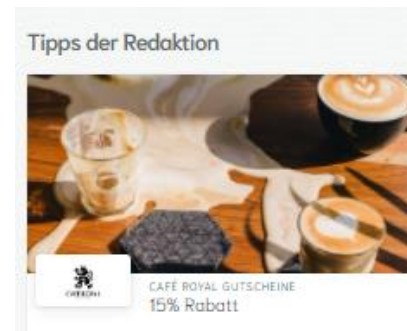 Tipps der Redaktion
CAFÉ ROYAL GUTSCHEINE
15% Rabatt